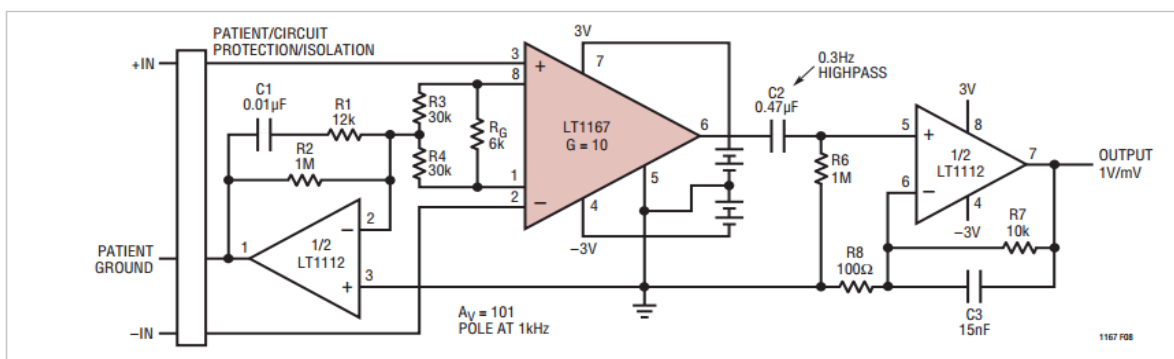 PATIENT/CIRCUIT
PROTECTION/ISOLATION
+IN
C1
0.01µF
R1
12k
R2
1M
R3
30k
R4
30k
RG
6k
3
8
1
2
+
–
LT1167
G = 10
3V
7
6
5
4
–3V
0.3Hz
HIGHPASS
C2
0.47µF
R6
1M
3V
8
5
6
+
–
1/2
LT1112
7
4
–3V
OUTPUT
1V/mV
R7
10k
R8
100Ω
C3
15nF
PATIENT
GROUND
1
1/2
LT1112
–
2
+
3
–IN
AV = 101
POLE AT 1kHz
1167 F08